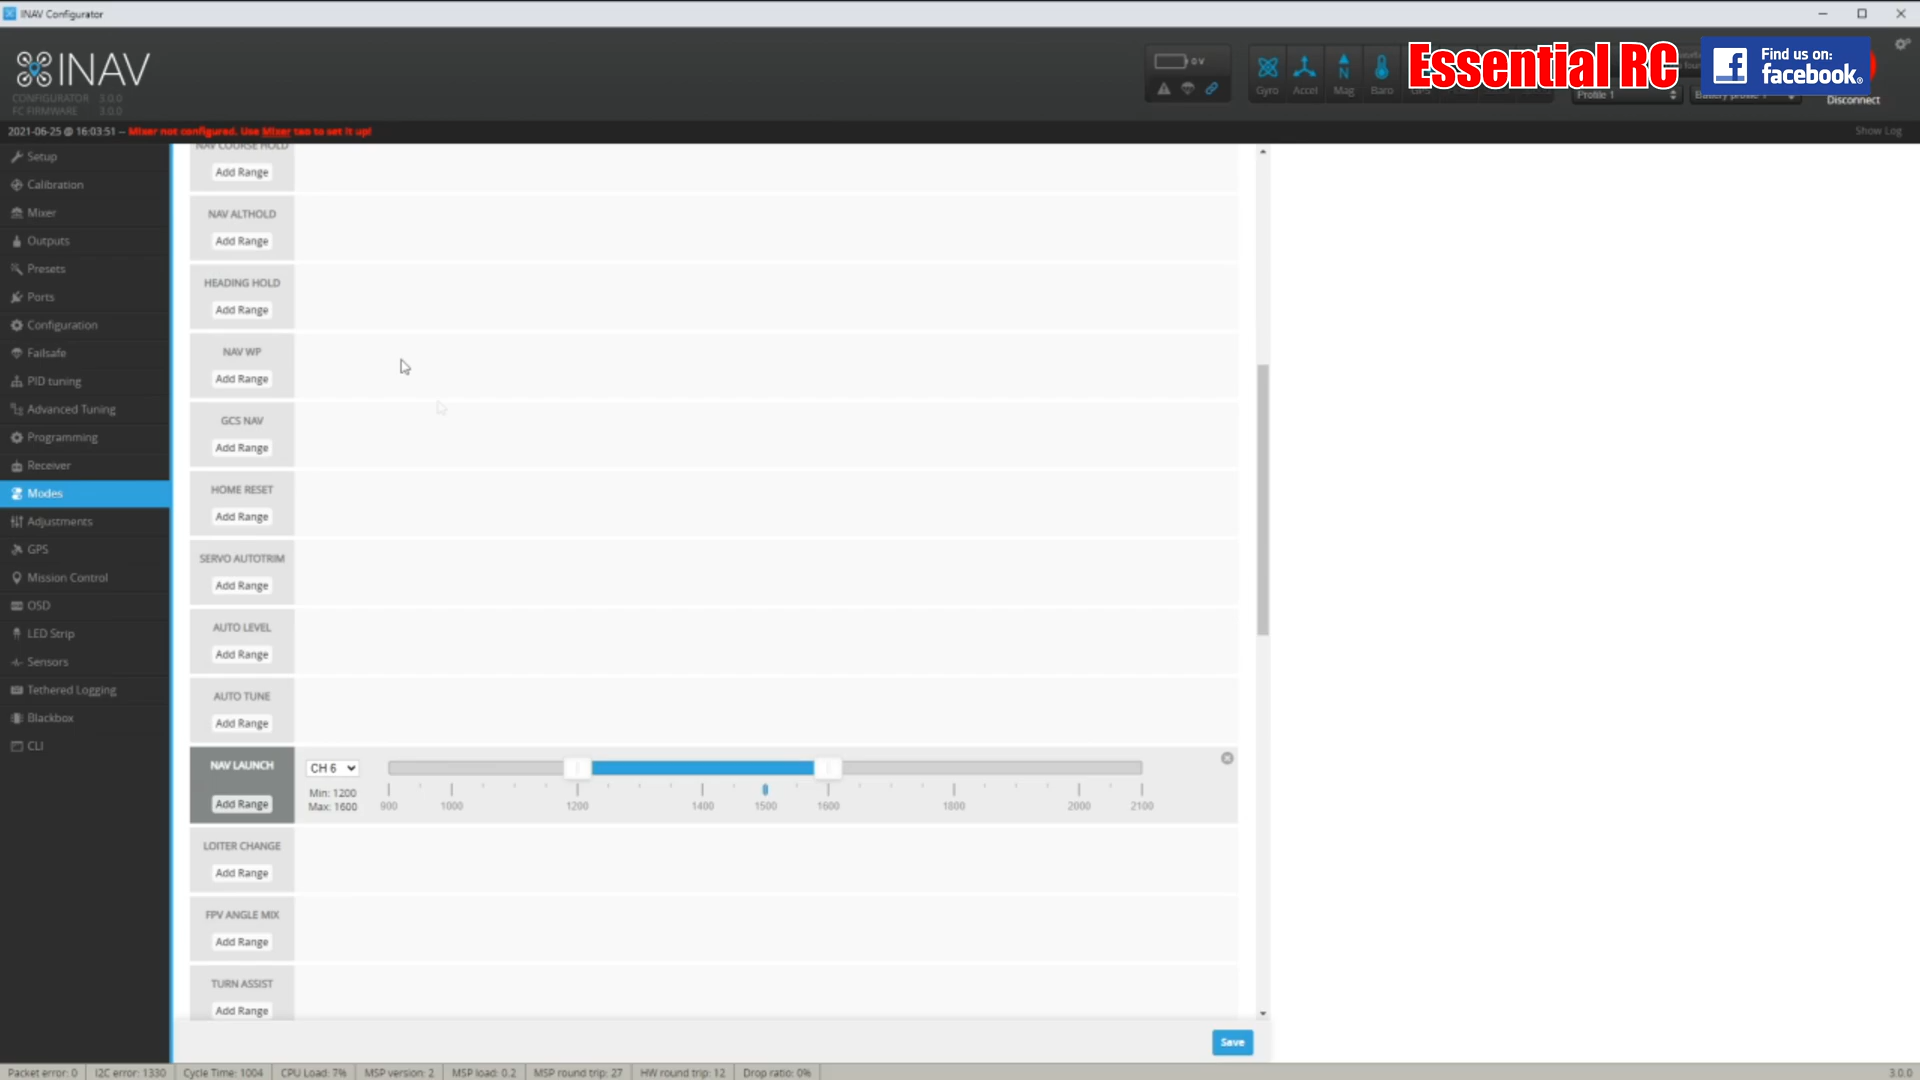 INAV Configurator
INAV
CONFIGURATOR 3.0.0
FC FIRMWARE 3.0.0
0 V
Gyro
Accel
Mag
Baro
Essential RC
Find us on:
facebook.
Profile 1
Battery profile 1
Disconnect
2021-06-25 @ 16:03:51 -- Mixer not configured. Use Mixer tab to set it up!
Show Log
Setup
Calibration
Mixer
Outputs
Presets
Ports
Configuration
Failsafe
PID tuning
Advanced Tuning
Programming
Receiver
Modes
Adjustments
GPS
Mission Control
OSD
LED Strip
Sensors
Tethered Logging
Blackbox
CLI
NAV COURSE HOLD
Add Range
NAV ALTHOLD
Add Range
HEADING HOLD
Add Range
NAV WP
Add Range
GCS NAV
Add Range
HOME RESET
Add Range
SERVO AUTOTRIM
Add Range
AUTO LEVEL
Add Range
AUTO TUNE
Add Range
NAV LAUNCH
Add Range
CH 6
Min: 1200
Max: 1600
900 1000 1200 1400 1500 1600 1800 2000 2100
LOITER CHANGE
Add Range
FPV ANGLE MIX
Add Range
TURN ASSIST
Add Range
Save
Packet error: 0 I2C error: 1330 Cycle Time: 1004 CPU Load: 7% MSP version: 2 MSP load: 0.2 MSP round trip: 27 HW round trip: 12 Drop ratio: 0% 3.0.0